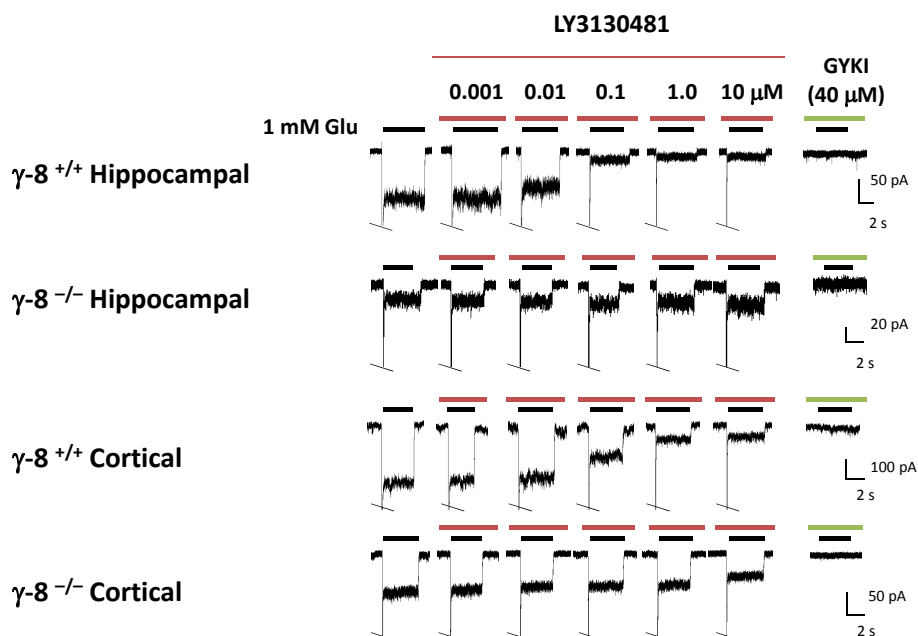 LY3130481
GYKI
0.001 0.01 0.1 1.0 10 μM (40 μM)
1 mM Glu
γ-8 +/+ Hippocampal
50 pA
2 s
γ-8 –/– Hippocampal
20 pA
2 s
γ-8 +/+ Cortical
100 pA
2 s
γ-8 –/– Cortical
50 pA
2 s